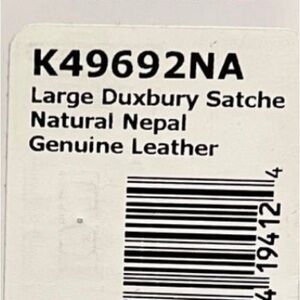 K49692NA
Large Duxbury Satche
Natural Nepal
Genuine Leather
4 19412 4